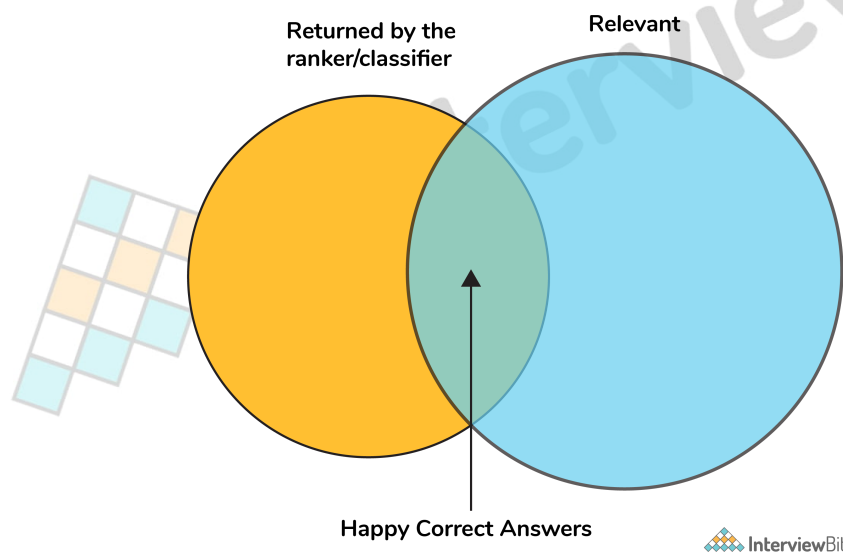 Returned by the
ranker/classifier
Relevant
Happy Correct Answers
InterviewBit